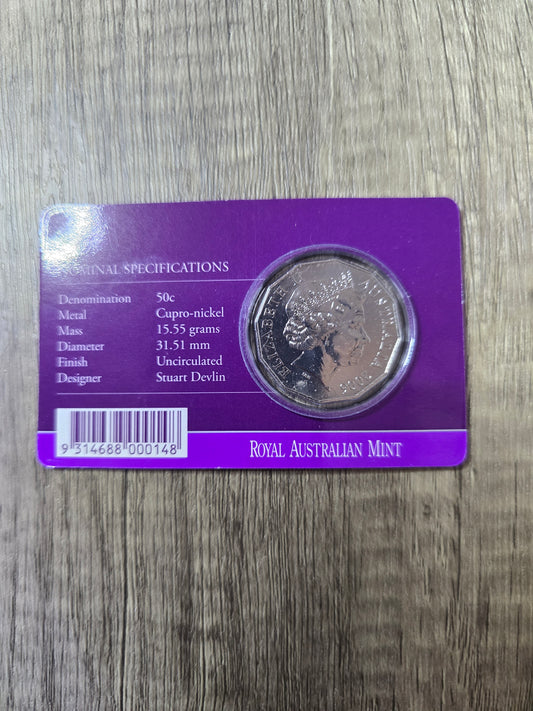 NOMINAL SPECIFICATIONS
Denomination 50c
Metal Cupro-nickel
Mass 15.55 grams
Diameter 31.51 mm
Finish Uncirculated
Designer Stuart Devlin
ELIZABETH II
AUSTRALIA
9 314688 000148
ROYAL AUSTRALIAN MINT